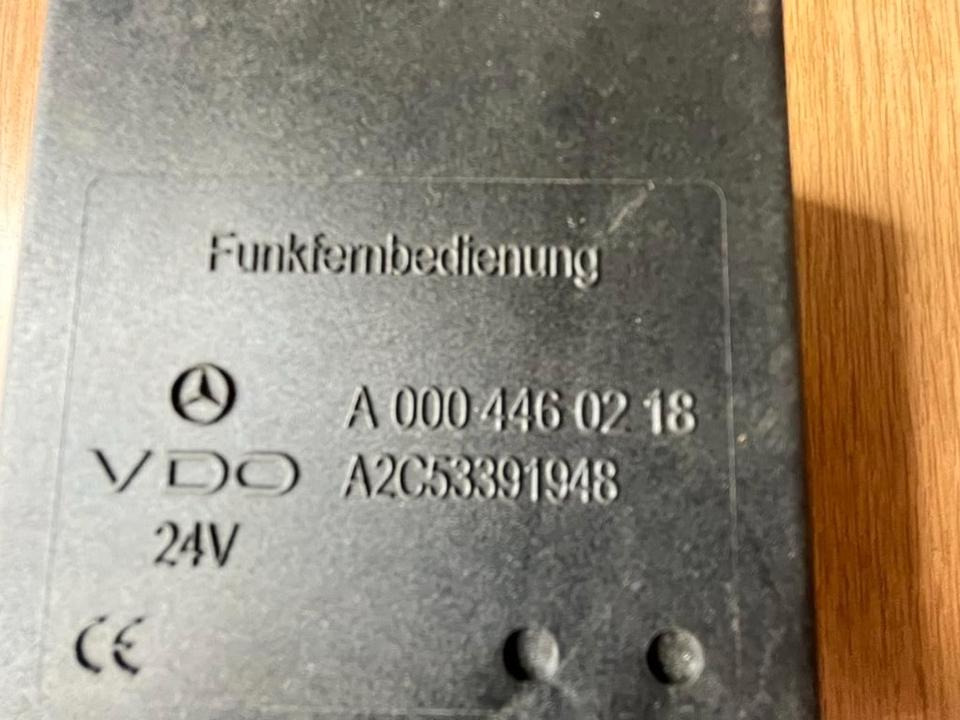 Funkfernbedienung
A 000 446 02 18
VDO A2C53391948
24V
CE